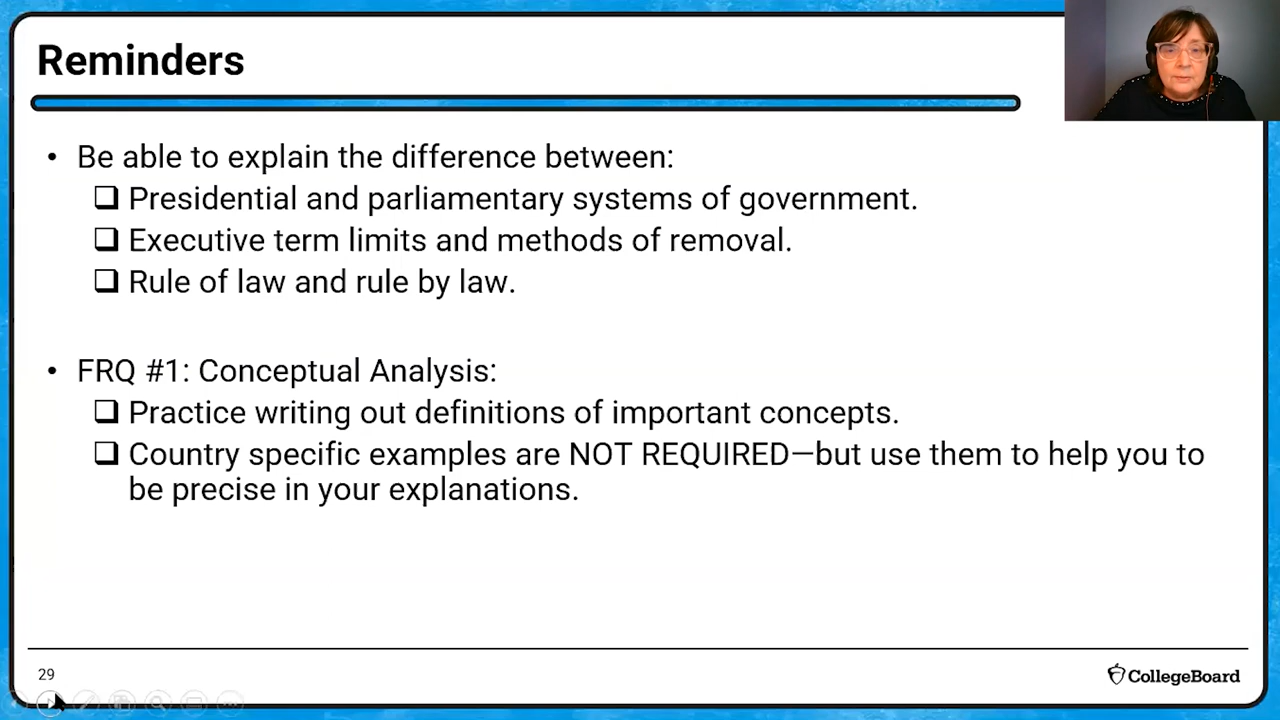 Reminders
• Be able to explain the difference between:
❑ Presidential and parliamentary systems of government.
❑ Executive term limits and methods of removal.
❑ Rule of law and rule by law.
• FRQ #1: Conceptual Analysis:
❑ Practice writing out definitions of important concepts.
❑ Country specific examples are NOT REQUIRED—but use them to help you to
be precise in your explanations.
29
CollegeBoard